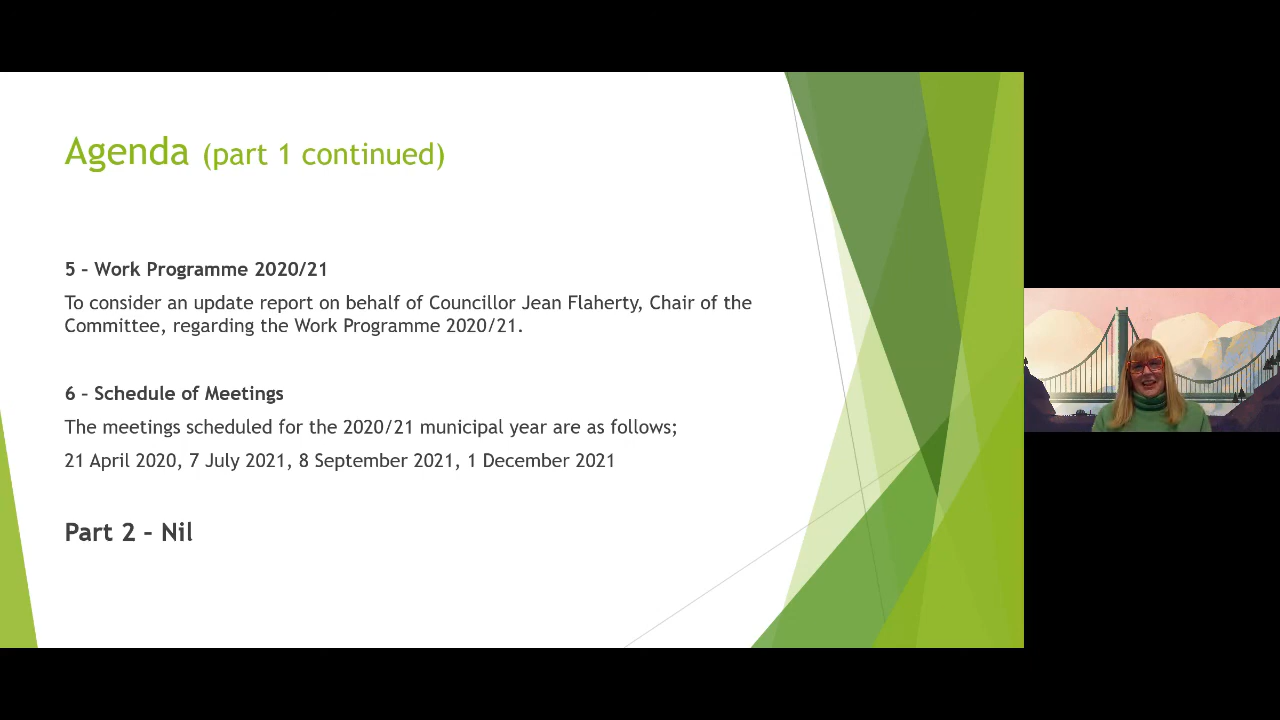 Agenda (part 1 continued)
5 – Work Programme 2020/21
To consider an update report on behalf of Councillor Jean Flaherty, Chair of the
Committee, regarding the Work Programme 2020/21.
6 – Schedule of Meetings
The meetings scheduled for the 2020/21 municipal year are as follows;
21 April 2020, 7 July 2021, 8 September 2021, 1 December 2021
Part 2 – Nil